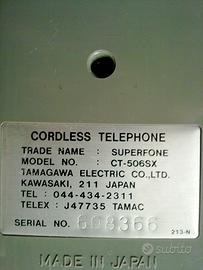 CORDLESS TELEPHONE
TRADE NAME : SUPERFONE
MODEL NO. : CT-506SX
TAMAGAWA ELECTRIC CO.,LTD.
KAWASAKI, 211 JAPAN
TEL : 044-434-2311
TELEX : J47735 TAMAC
SERIAL NO. 608366
213-N
MADE IN JAPAN
subito